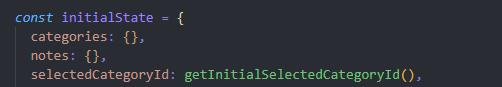 const initialState = {
  categories: {},
  notes: {},
  selectedCategoryId: getInitialSelectedCategoryId(),